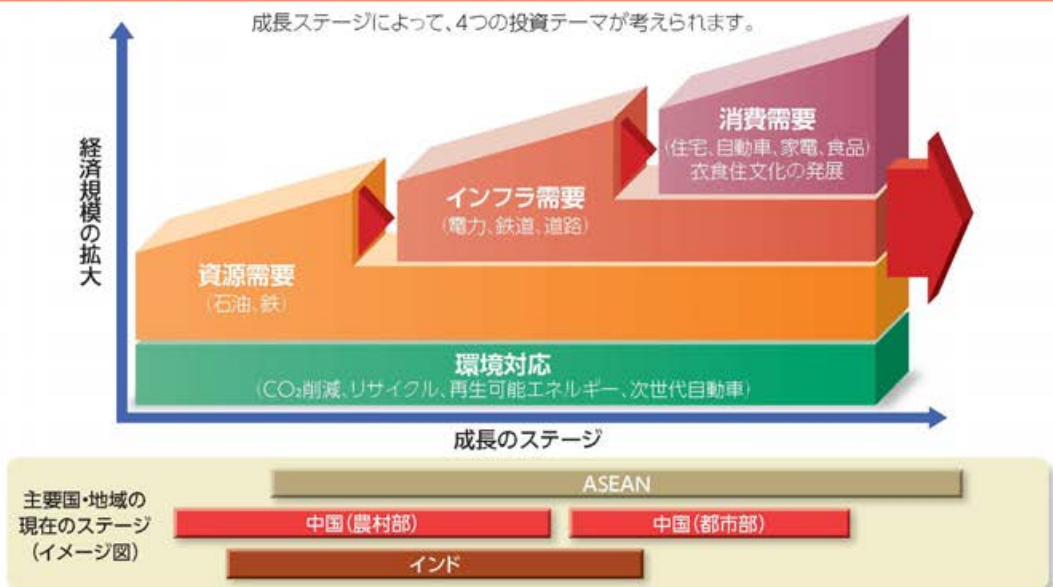 成長ステージによって、4つの投資テーマが考えられます。
経済規模の拡大
消費需要
(住宅、自動車、家電、食品)
衣食住文化の発展
インフラ需要
(電力、鉄道、道路)
資源需要
(石油、鉄)
環境対応
(CO₂削減、リサイクル、再生可能エネルギー、次世代自動車)
成長のステージ
主要国・地域の
現在のステージ
(イメージ図)
ASEAN
中国(農村部)
中国(都市部)
インド